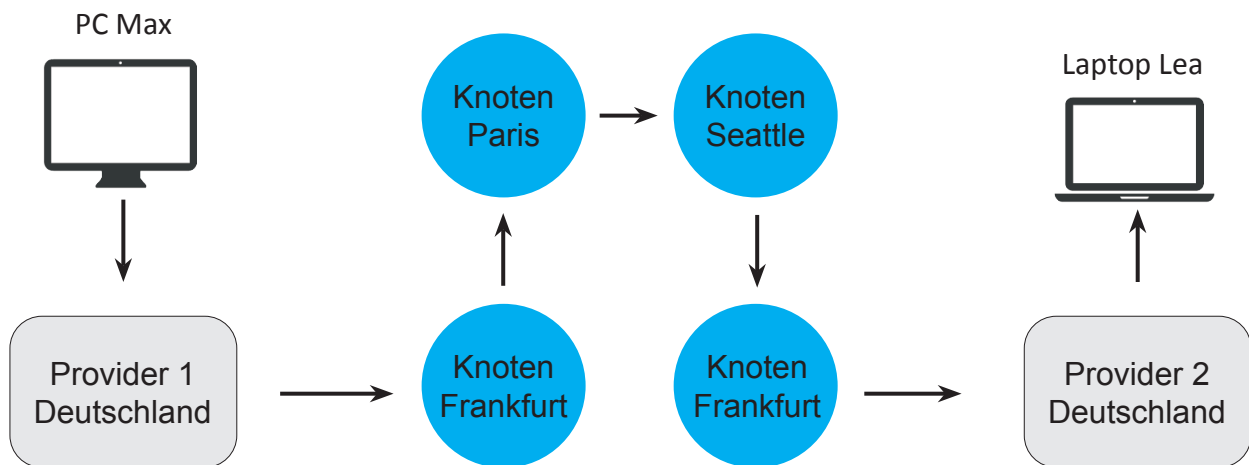 PC Max
Knoten
Paris
Knoten
Seattle
Laptop Lea
Provider 1
Deutschland
Knoten
Frankfurt
Knoten
Frankfurt
Provider 2
Deutschland